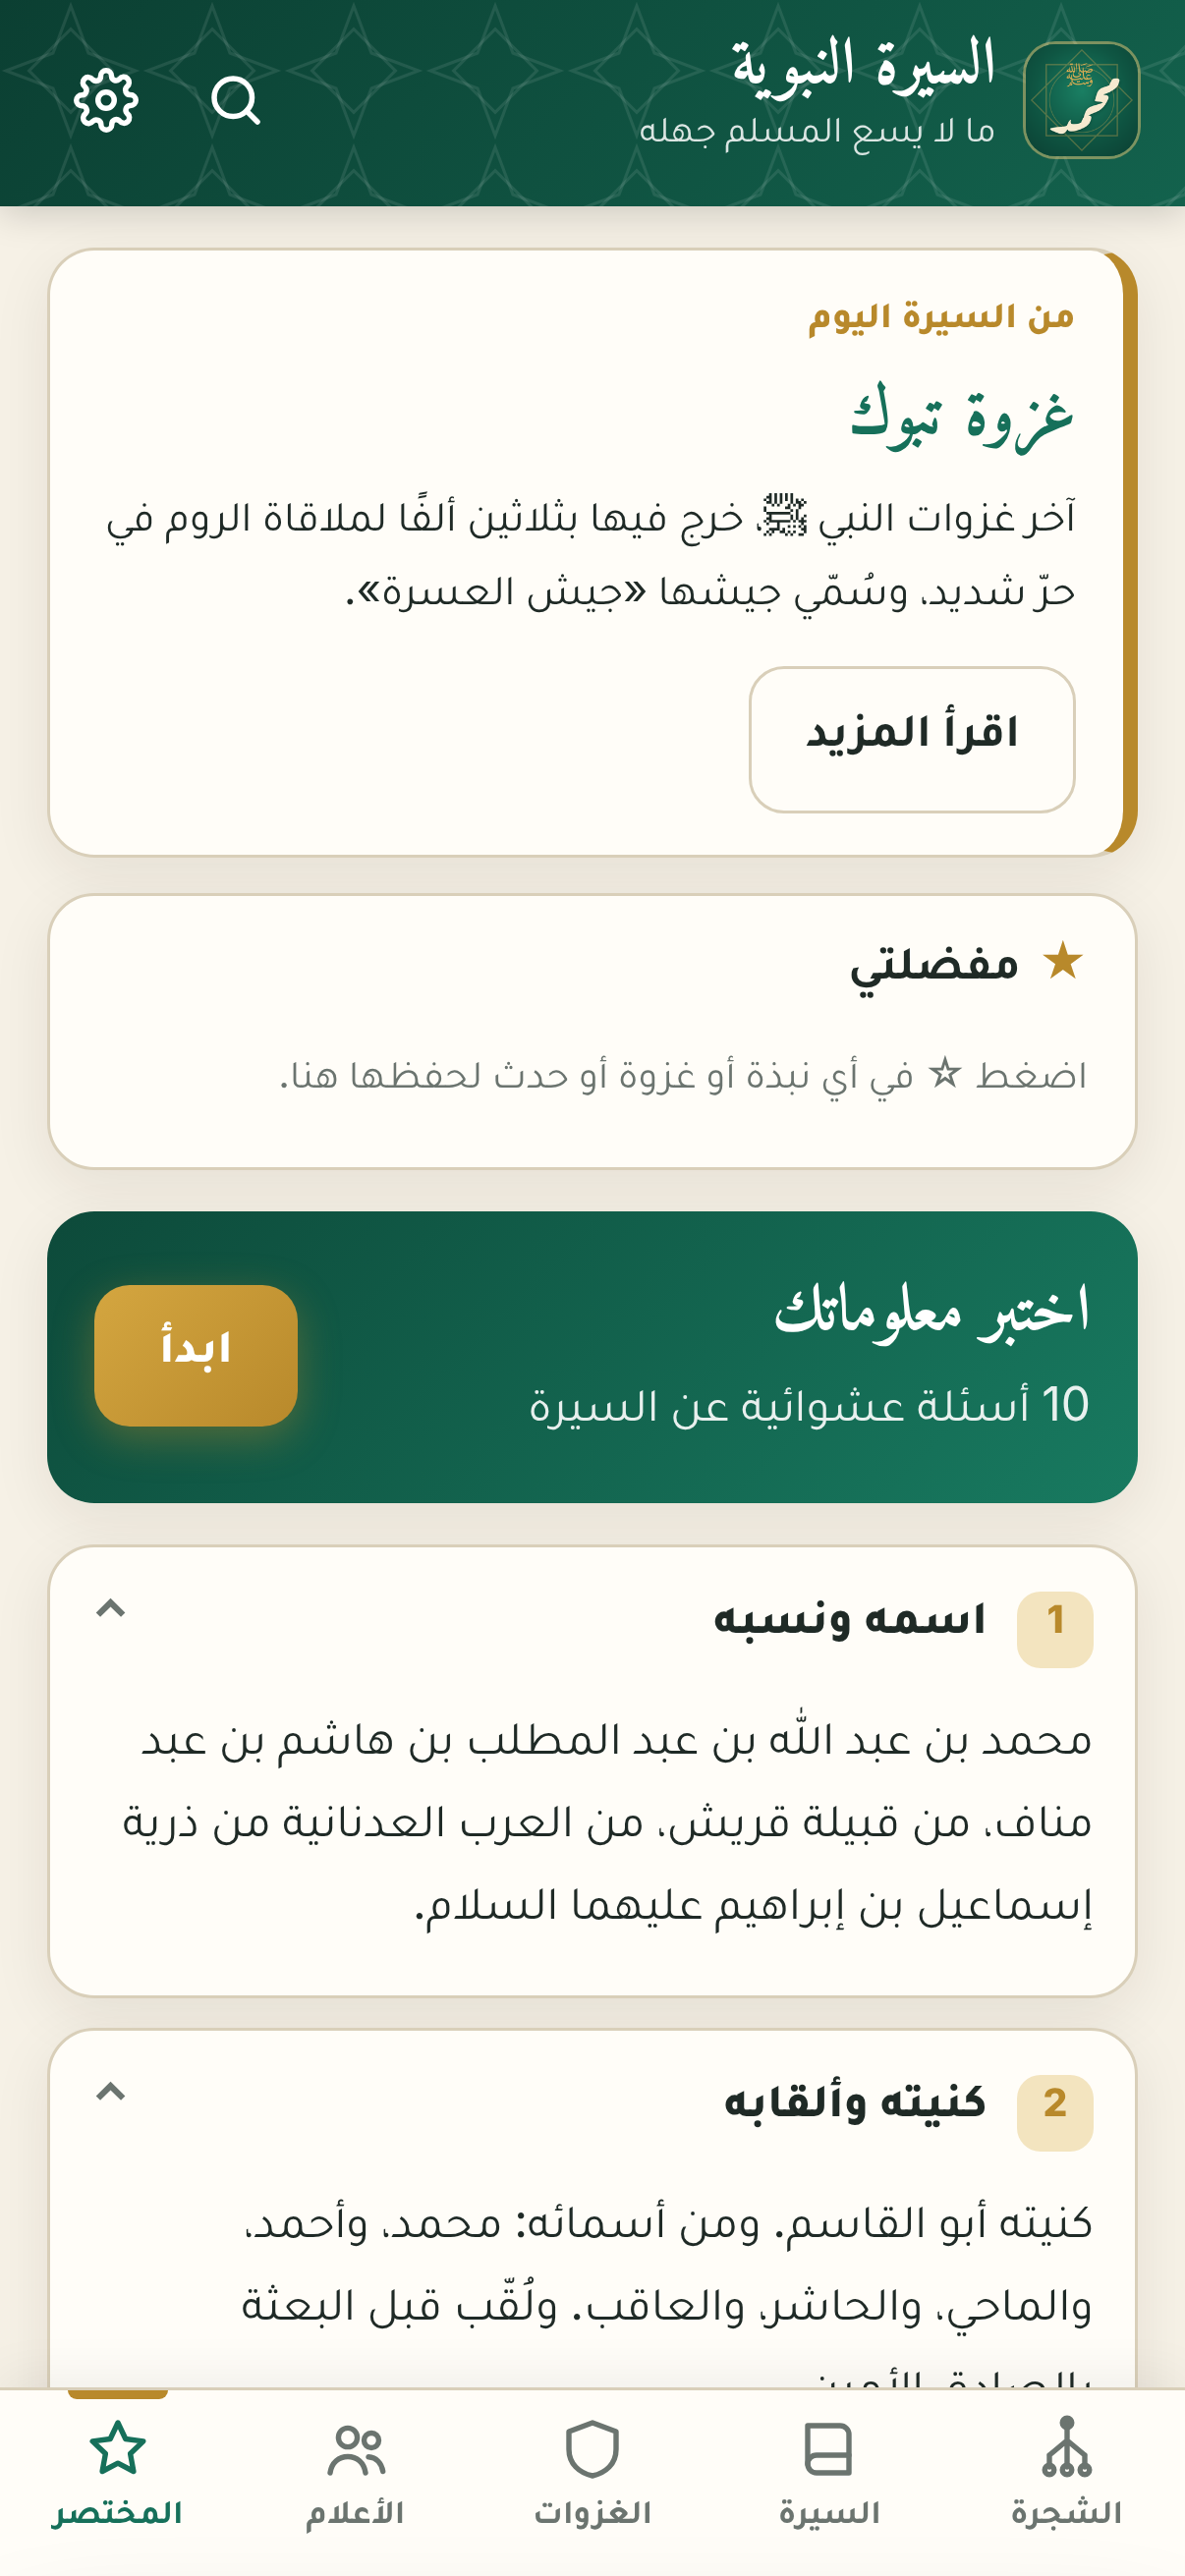 محمد ﷺ
السيرة النبوية
ما لا يسع المسلم جهله
من السيرة اليوم
غزوة تبوك
آخر غزوات النبي ﷺ، خرج فيها بثلاثين ألفًا لملاقاة الروم في
حرّ شديد، وسُمّي جيشها «جيش العسرة».
اقرأ المزيد
★ مفضلتي
اضغط ☆ في أي نبذة أو غزوة أو حدث لحفظها هنا.
اختبر معلوماتك
10 أسئلة عشوائية عن السيرة
ابدأ
1 اسمه ونسبه
محمد بن عبد الله بن عبد المطلب بن هاشم بن عبد
مناف، من قبيلة قريش، من العرب العدنانية من ذرية
إسماعيل بن إبراهيم عليهما السلام.
2 كنيته وألقابه
كنيته أبو القاسم. ومن أسمائه: محمد، وأحمد،
والماحي، والحاشر، والعاقب. ولُقّب قبل البعثة
الشجرة
السيرة
الغزوات
الأعلام
المختصر